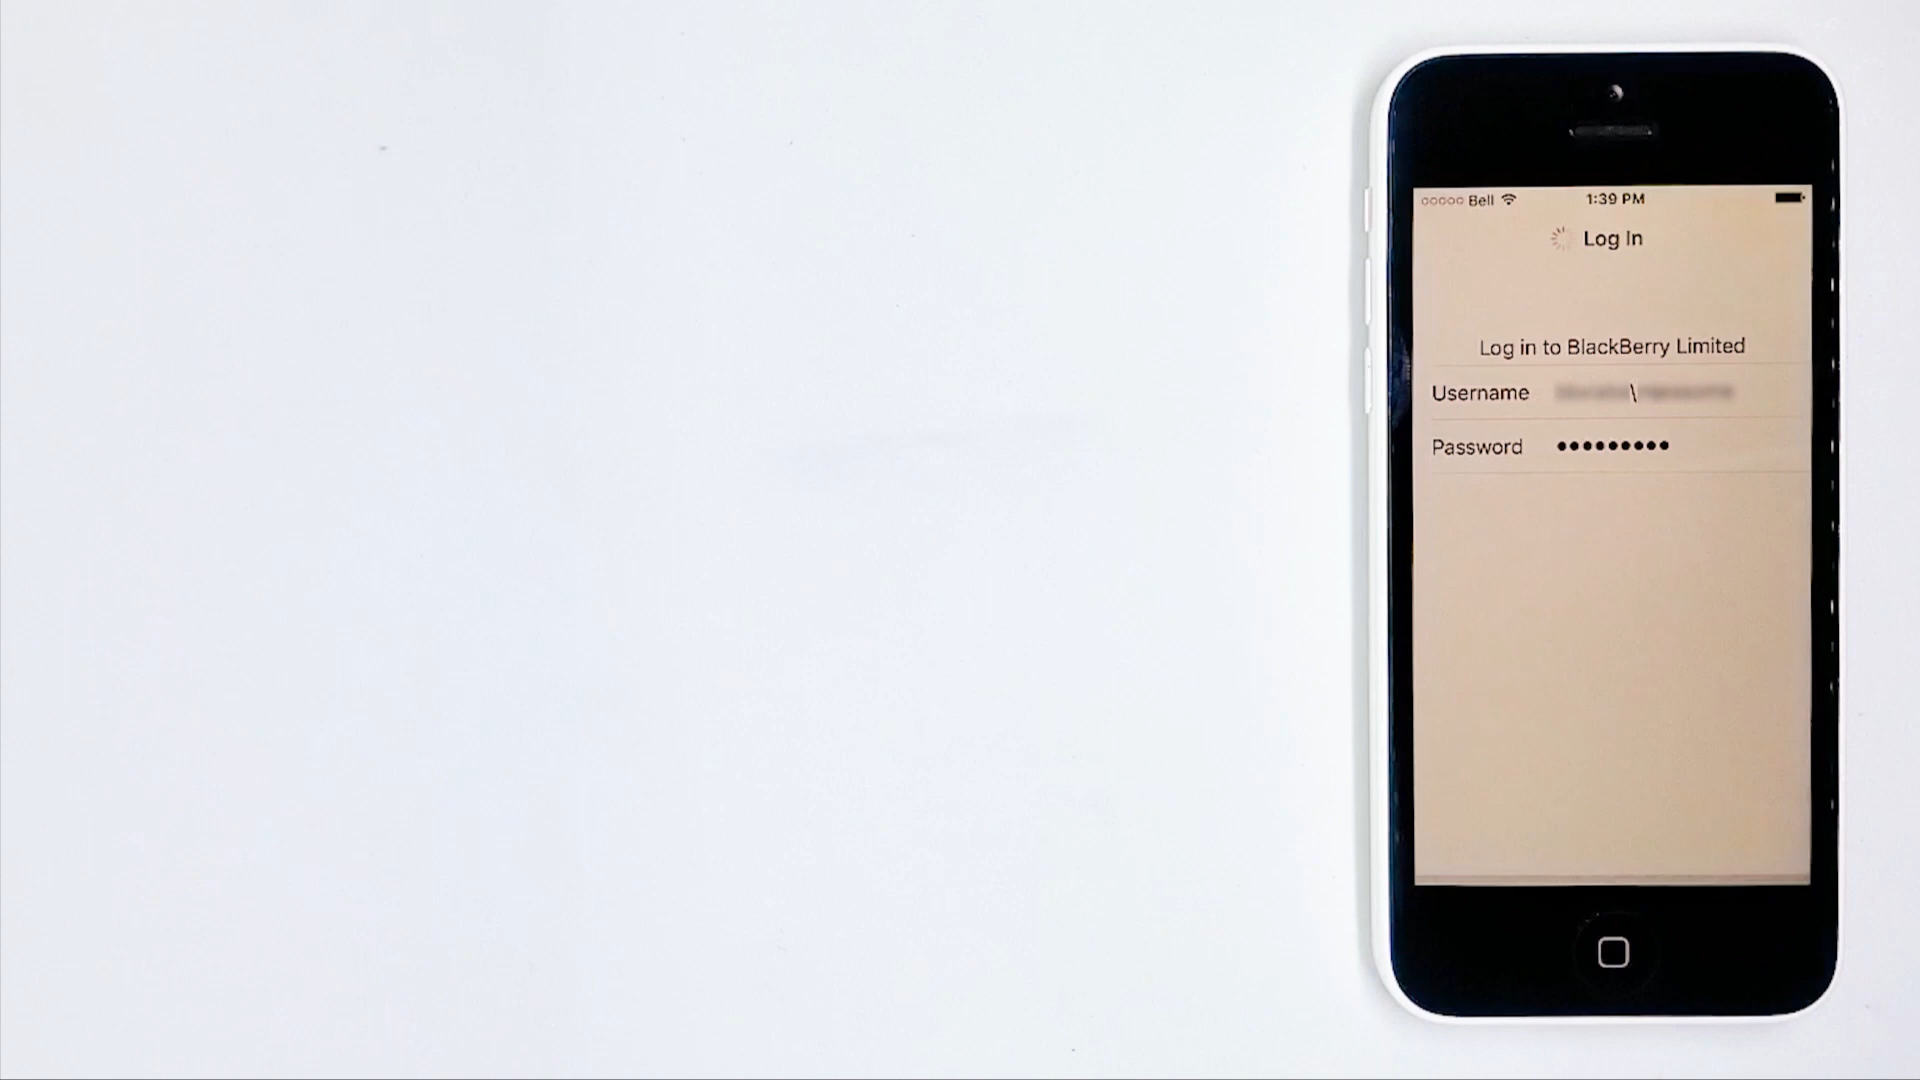 Bell 1:39 PM
Log In
Log in to BlackBerry Limited
Username \
Password •••••••••